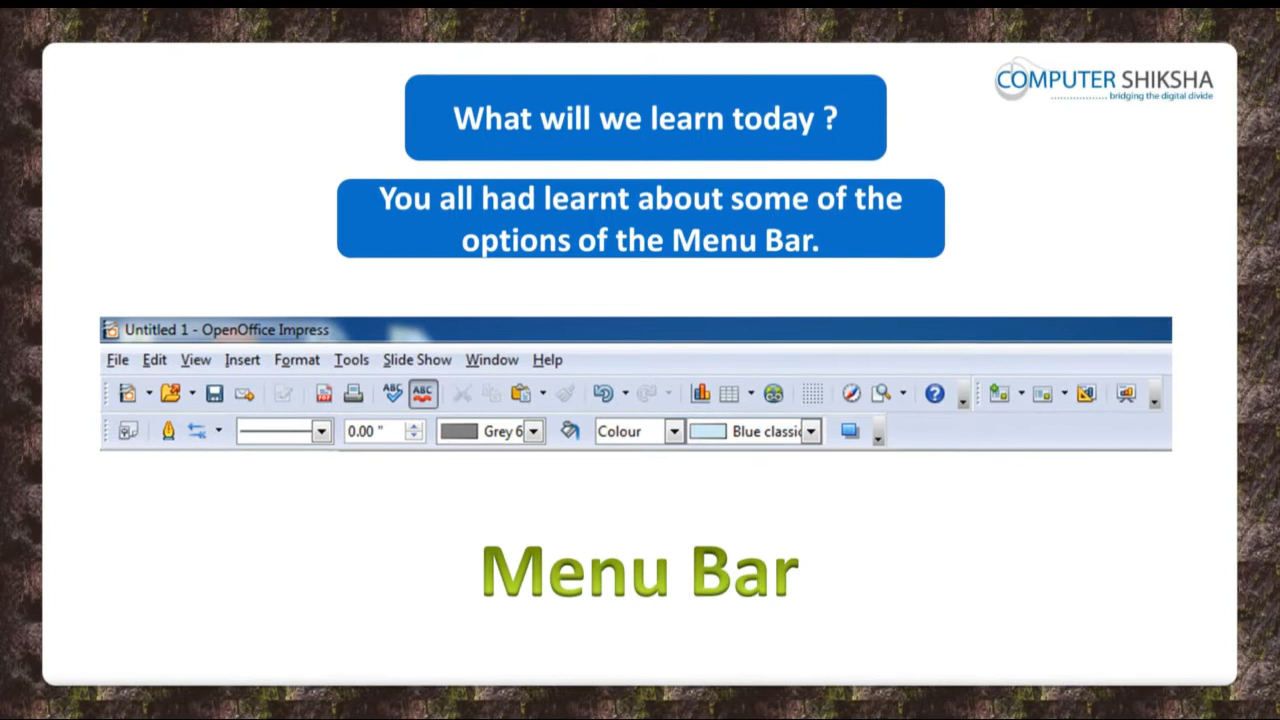 COMPUTER SHIKSHA
bridging the digital divide
What will we learn today ?
You all had learnt about some of the
options of the Menu Bar.
Untitled 1 - OpenOffice Impress
File Edit View Insert Format Tools Slide Show Window Help
ABC ABC
0.00 " Grey 6 Colour Blue classic
Menu Bar